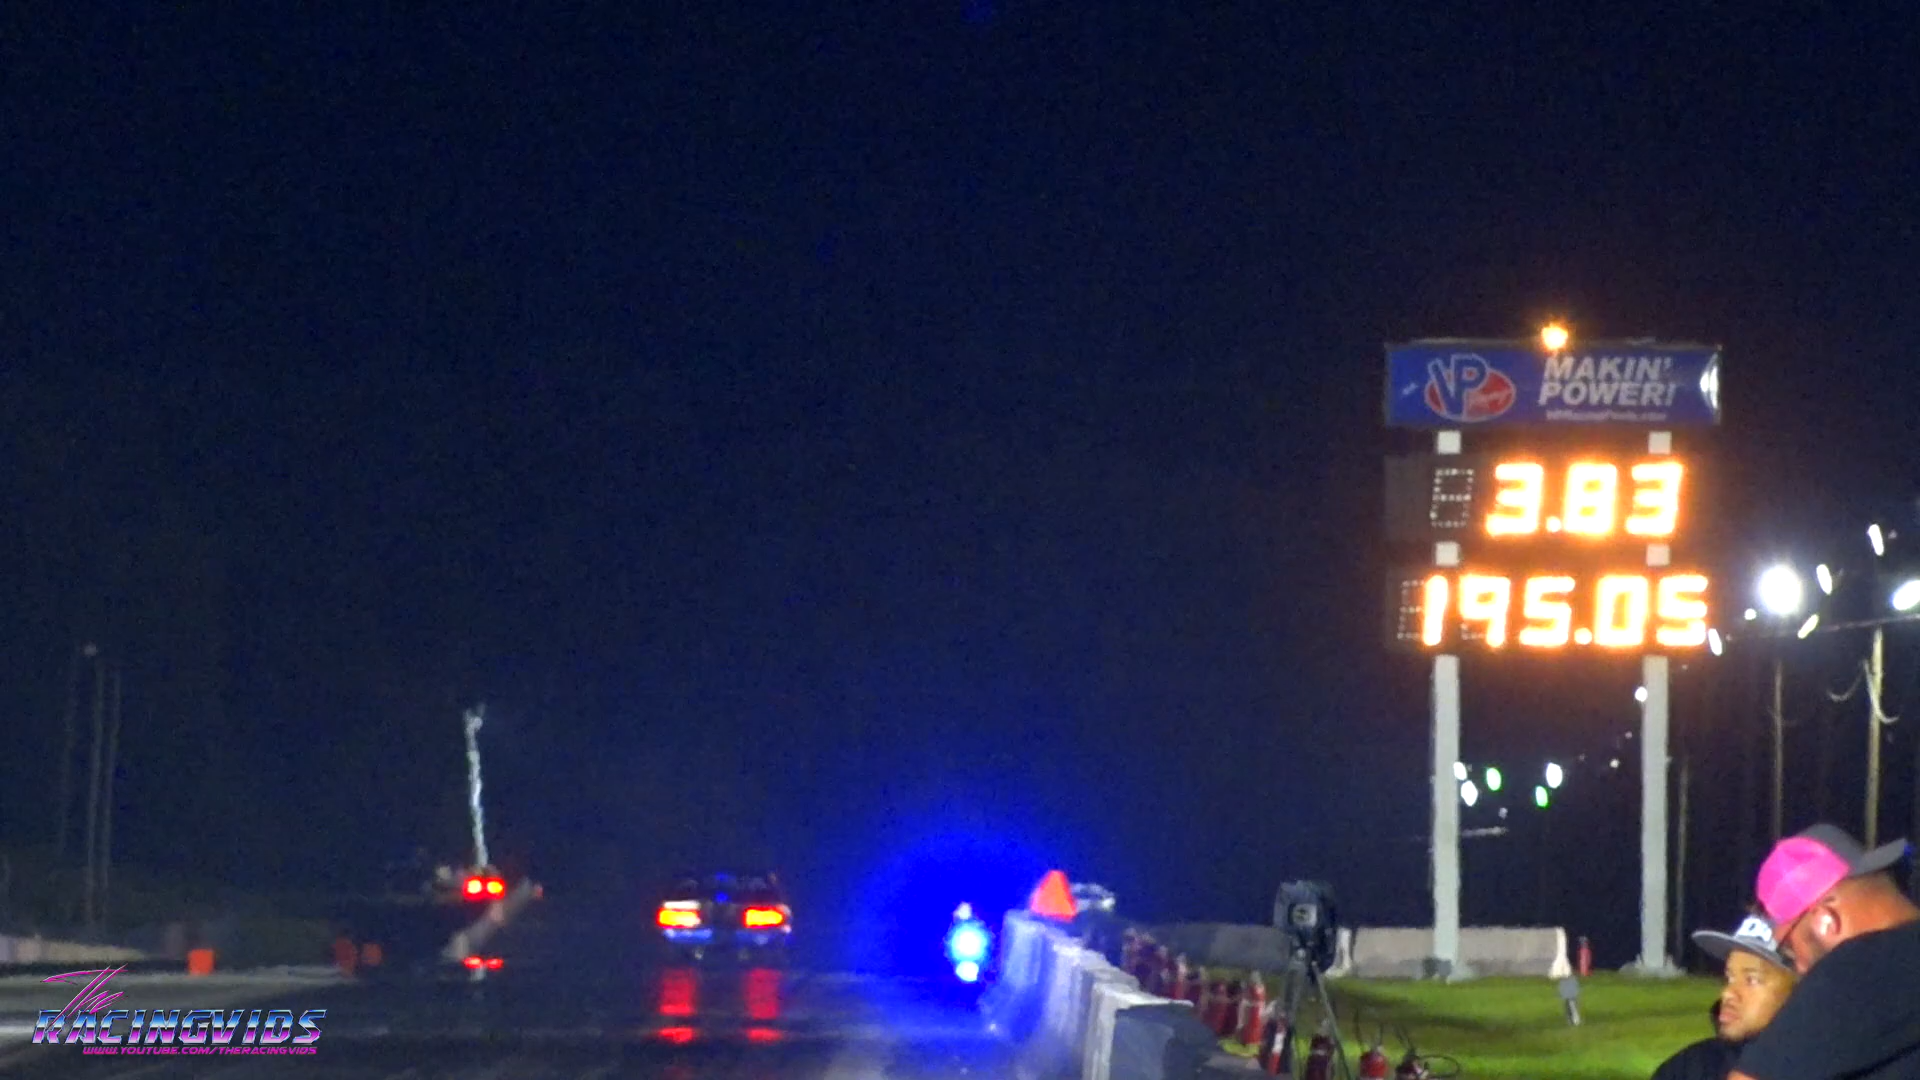 VP
MAKIN'
POWER!
3.83
195.05
The
RACINGVIDS
WWW.YOUTUBE.COM/THERACINGVIDS